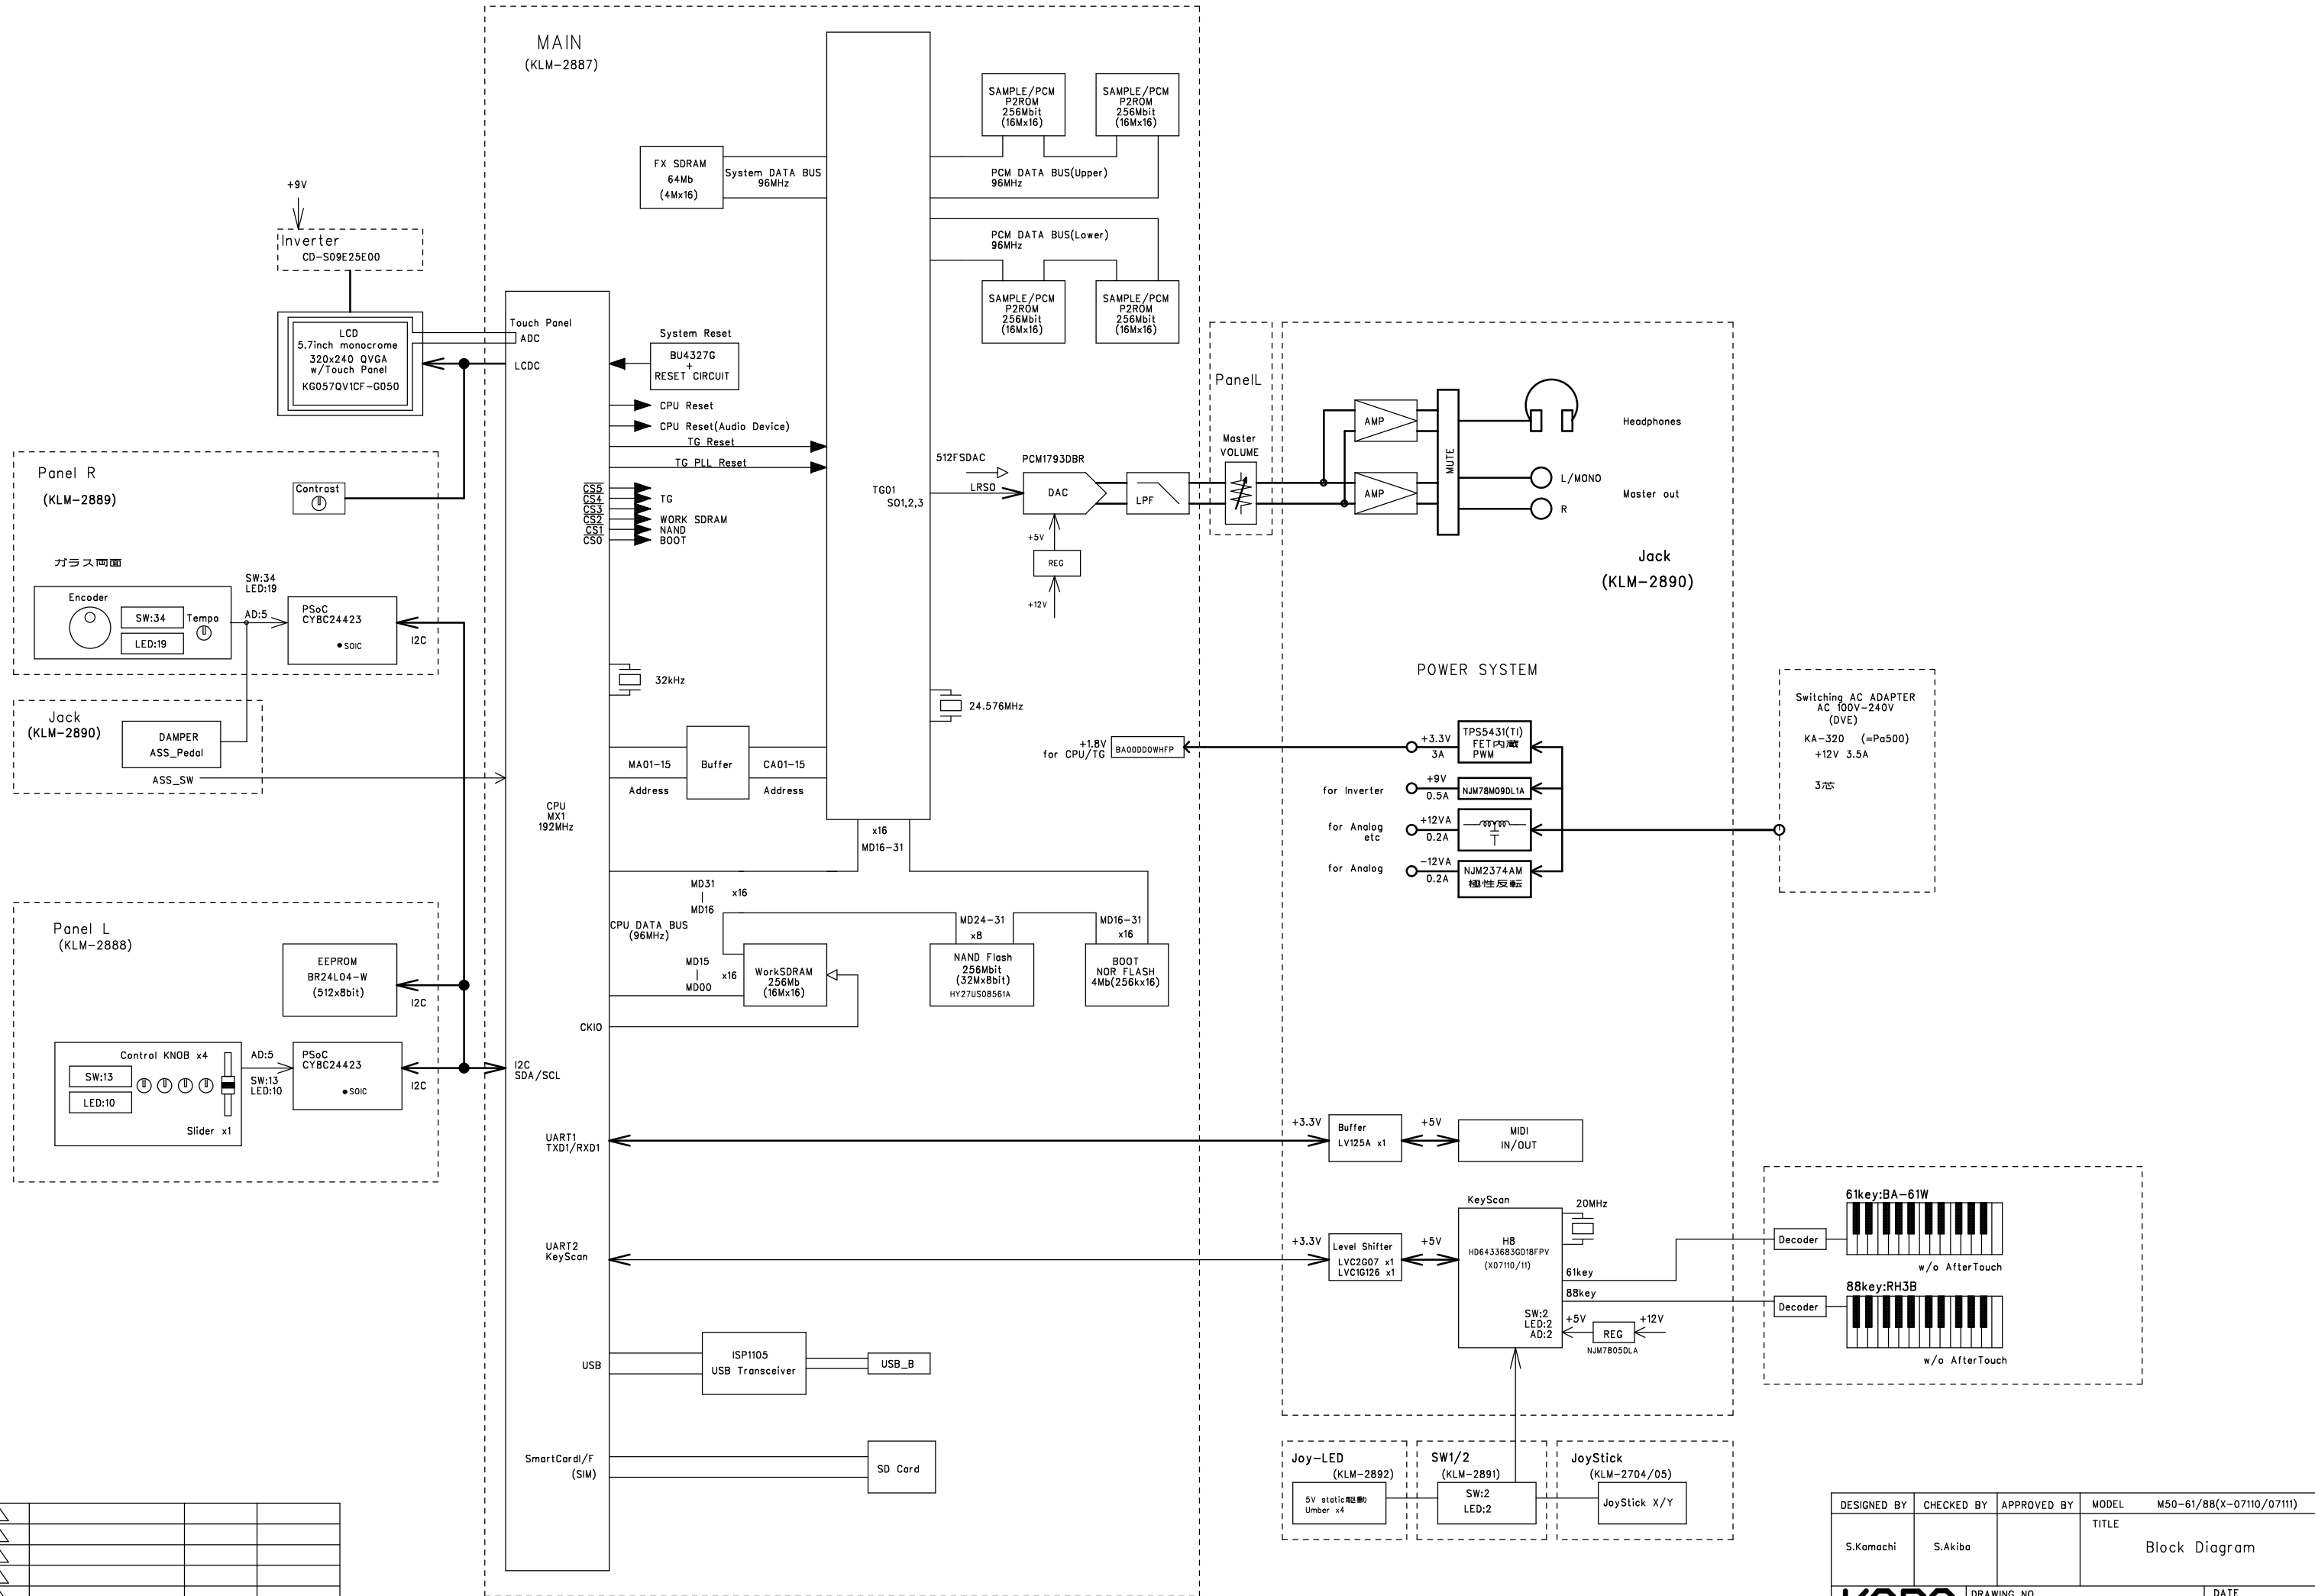 MAIN
(KLM-2887)
SAMPLE/PCM
P2ROM
256Mbit
(16Mx16)
SAMPLE/PCM
P2ROM
256Mbit
(16Mx16)
FX SDRAM
64Mb
(4Mx16)
System DATA BUS
96MHz
PCM DATA BUS(Upper)
96MHz
PCM DATA BUS(Lower)
96MHz
SAMPLE/PCM
P2ROM
256Mbit
(16Mx16)
SAMPLE/PCM
P2ROM
256Mbit
(16Mx16)
+9V
Inverter
CD-S09E25E00
LCD
5.7inch monocrome
320x240 QVGA
w/Touch Panel
KG057QV1CF-G050
Touch Panel
ADC
LCDC
System Reset
BU4327G
+
RESET CIRCUIT
CPU Reset
CPU Reset(Audio Device)
TG Reset
TG PLL Reset
CS5
CS4
TG
CS3
CS2
WORK SDRAM
CS1
NAND
CS0
BOOT
TG01
SO1,2,3
512FSDAC
LRSO
PCM1793DBR
DAC
LPF
+5V
REG
+12V
PanelL
Master
VOLUME
AMP
AMP
MUTE
Headphones
L/MONO
Master out
R
Jack
(KLM-2890)
Panel R
(KLM-2889)
Contrast
ガラス両面
Encoder
SW:34
LED:19
Tempo
SW:34
LED:19
AD:5
PSoC
CY8C24423
•SOIC
I2C
Jack
(KLM-2890)
DAMPER
ASS_Pedal
ASS_SW
32kHz
24.576MHz
MA01-15
Address
Buffer
CA01-15
Address
CPU
MX1
192MHz
x16
MD16-31
MD31
|
MD16
x16
CPU DATA BUS
(96MHz)
MD15
|
MD00
x16
WorkSDRAM
256Mb
(16Mx16)
CKIO
MD24-31
x8
NAND Flash
256Mbit
(32Mx8bit)
HY27US08561A
MD16-31
x16
BOOT
NOR FLASH
4Mb(256kx16)
POWER SYSTEM
+1.8V
for CPU/TG
BA00DD0WHFP
+3.3V
3A
TPS5431(TI)
FET内蔵
PWM
for Inverter
+9V
0.5A
NJM78M09DL1A
for Analog
etc
+12VA
0.2A
for Analog
-12VA
0.2A
NJM2374AM
極性反転
Switching AC ADAPTER
AC 100V-240V
(DVE)
KA-320 (=Pa500)
+12V 3.5A
3芯
Panel L
(KLM-2888)
EEPROM
BR24L04-W
(512x8bit)
I2C
Control KNOB x4
SW:13
LED:10
Slider x1
AD:5
SW:13
LED:10
PSoC
CY8C24423
•SOIC
I2C
I2C
SDA/SCL
UART1
TXD1/RXD1
+3.3V
Buffer
LV125A x1
+5V
MIDI
IN/OUT
UART2
KeyScan
+3.3V
Level Shifter
LVC2G07 x1
LVC1G126 x1
+5V
KeyScan
20MHz
H8
HD6433683GD18FPV
(X07110/11)
61key
88key
SW:2
LED:2
AD:2
+5V
REG
+12V
NJM7805DLA
61key:BA-61W
Decoder
w/o AfterTouch
88key:RH3B
Decoder
w/o AfterTouch
USB
ISP1105
USB Transceiver
USB_B
SmartCardI/F
(SIM)
SD Card
Joy-LED
(KLM-2892)
5V static駆動
Umber x4
SW1/2
(KLM-2891)
SW:2
LED:2
JoyStick
(KLM-2704/05)
JoyStick X/Y
DESIGNED BY
CHECKED BY
APPROVED BY
MODEL M50-61/88(X-07110/07111)
S.Kamachi
S.Akiba
TITLE
Block Diagram
KORG
DRAWING NO.
DATE